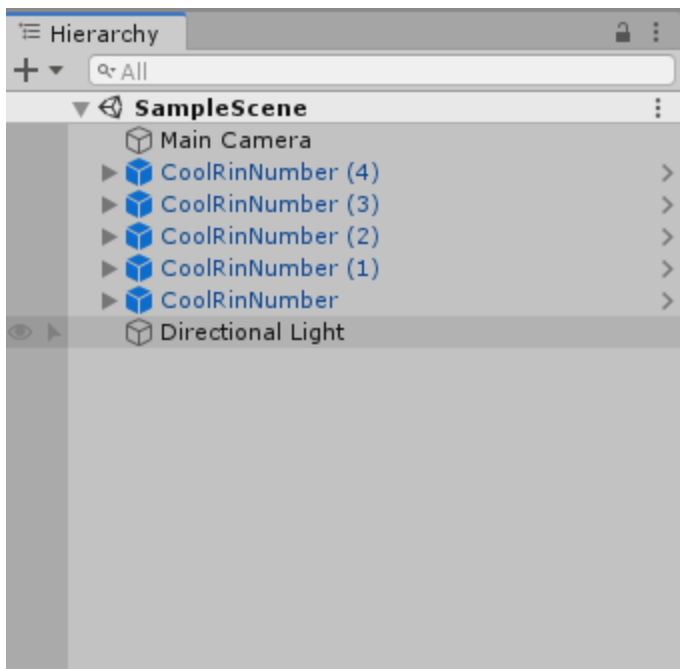 Hierarchy
All
SampleScene
Main Camera
CoolRinNumber (4)
CoolRinNumber (3)
CoolRinNumber (2)
CoolRinNumber (1)
CoolRinNumber
Directional Light